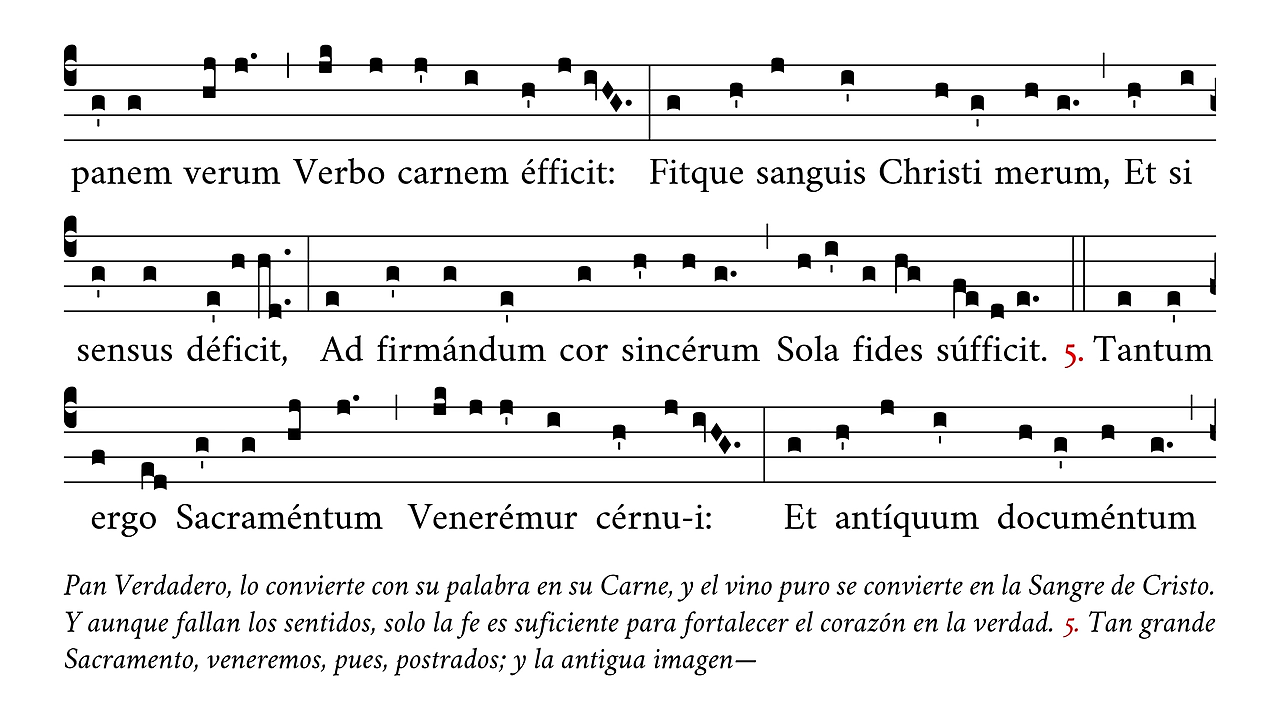 panem verum Verbo carnem éfficit: Fitque sanguis Christi merum, Et si
sensus déficit, Ad firmándum cor sincérum Sola fides súfficit. 5. Tantum
ergo Sacraméntum Venerémur cérnu-i: Et antíquum documéntum
Pan Verdadero, lo convierte con su palabra en su Carne, y el vino puro se convierte en la Sangre de Cristo.
Y aunque fallan los sentidos, solo la fe es suficiente para fortalecer el corazón en la verdad. 5. Tan grande
Sacramento, veneremos, pues, postrados; y la antigua imagen—